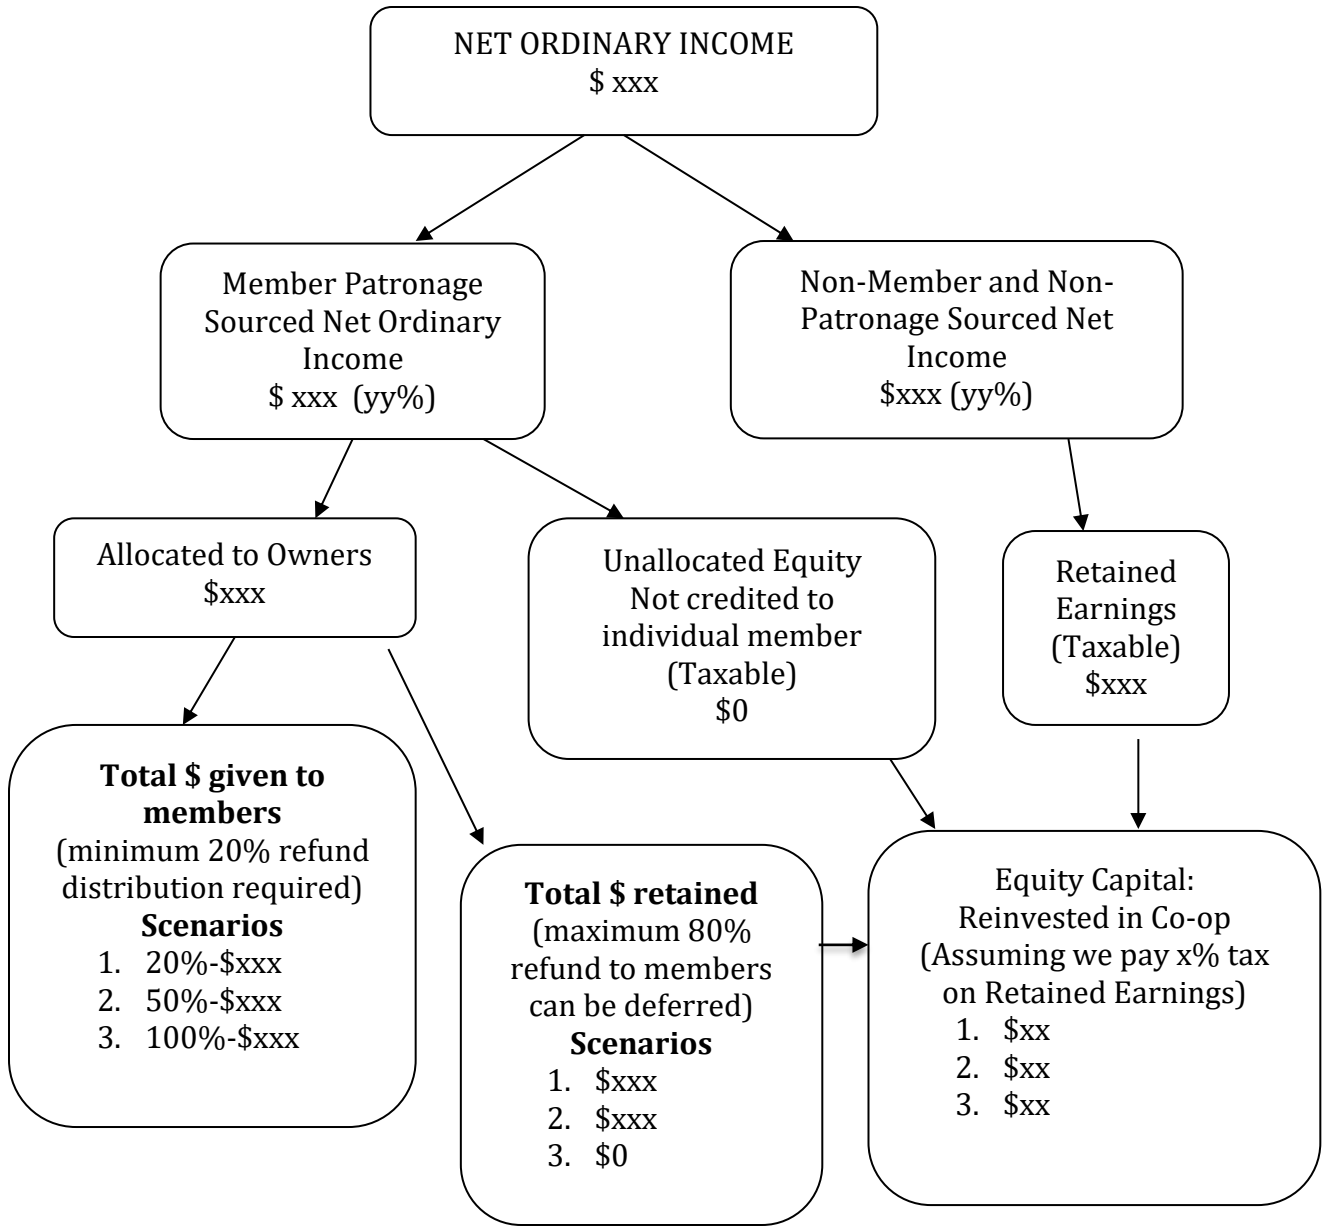 NET ORDINARY INCOME
$ xxx
Member Patronage
Sourced Net Ordinary
Income
$ xxx  (yy%)
Non-Member and Non-
Patronage Sourced Net
Income
$xxx (yy%)
Allocated to Owners
$xxx
Unallocated Equity
Not credited to
individual member
(Taxable)
$0
Retained
Earnings
(Taxable)
$xxx
Total $ given to
members
(minimum 20% refund
distribution required)
Scenarios
1. 20%-$xxx
2. 50%-$xxx
3. 100%-$xxx
Total $ retained
(maximum 80%
refund to members
can be deferred)
Scenarios
1. $xxx
2. $xxx
3. $0
Equity Capital:
Reinvested in Co-op
(Assuming we pay x% tax
on Retained Earnings)
1. $xx
2. $xx
3. $xx